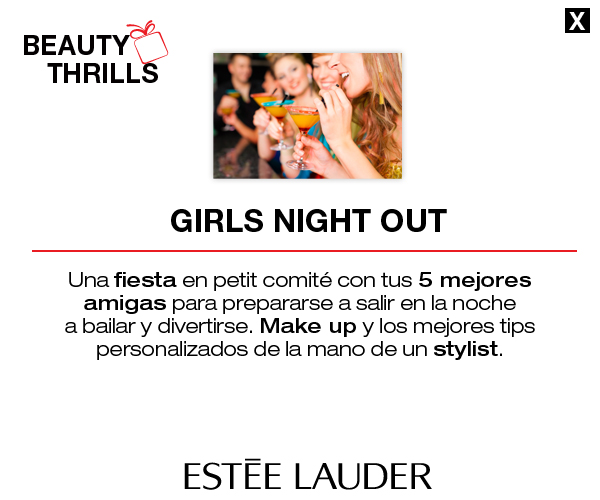 BEAUTY
THRILLS
X
GIRLS NIGHT OUT
Una fiesta en petit comité con tus 5 mejores
amigas para prepararse a salir en la noche
a bailar y divertirse. Make up y los mejores tips
personalizados de la mano de un stylist.
ESTĒE LAUDER